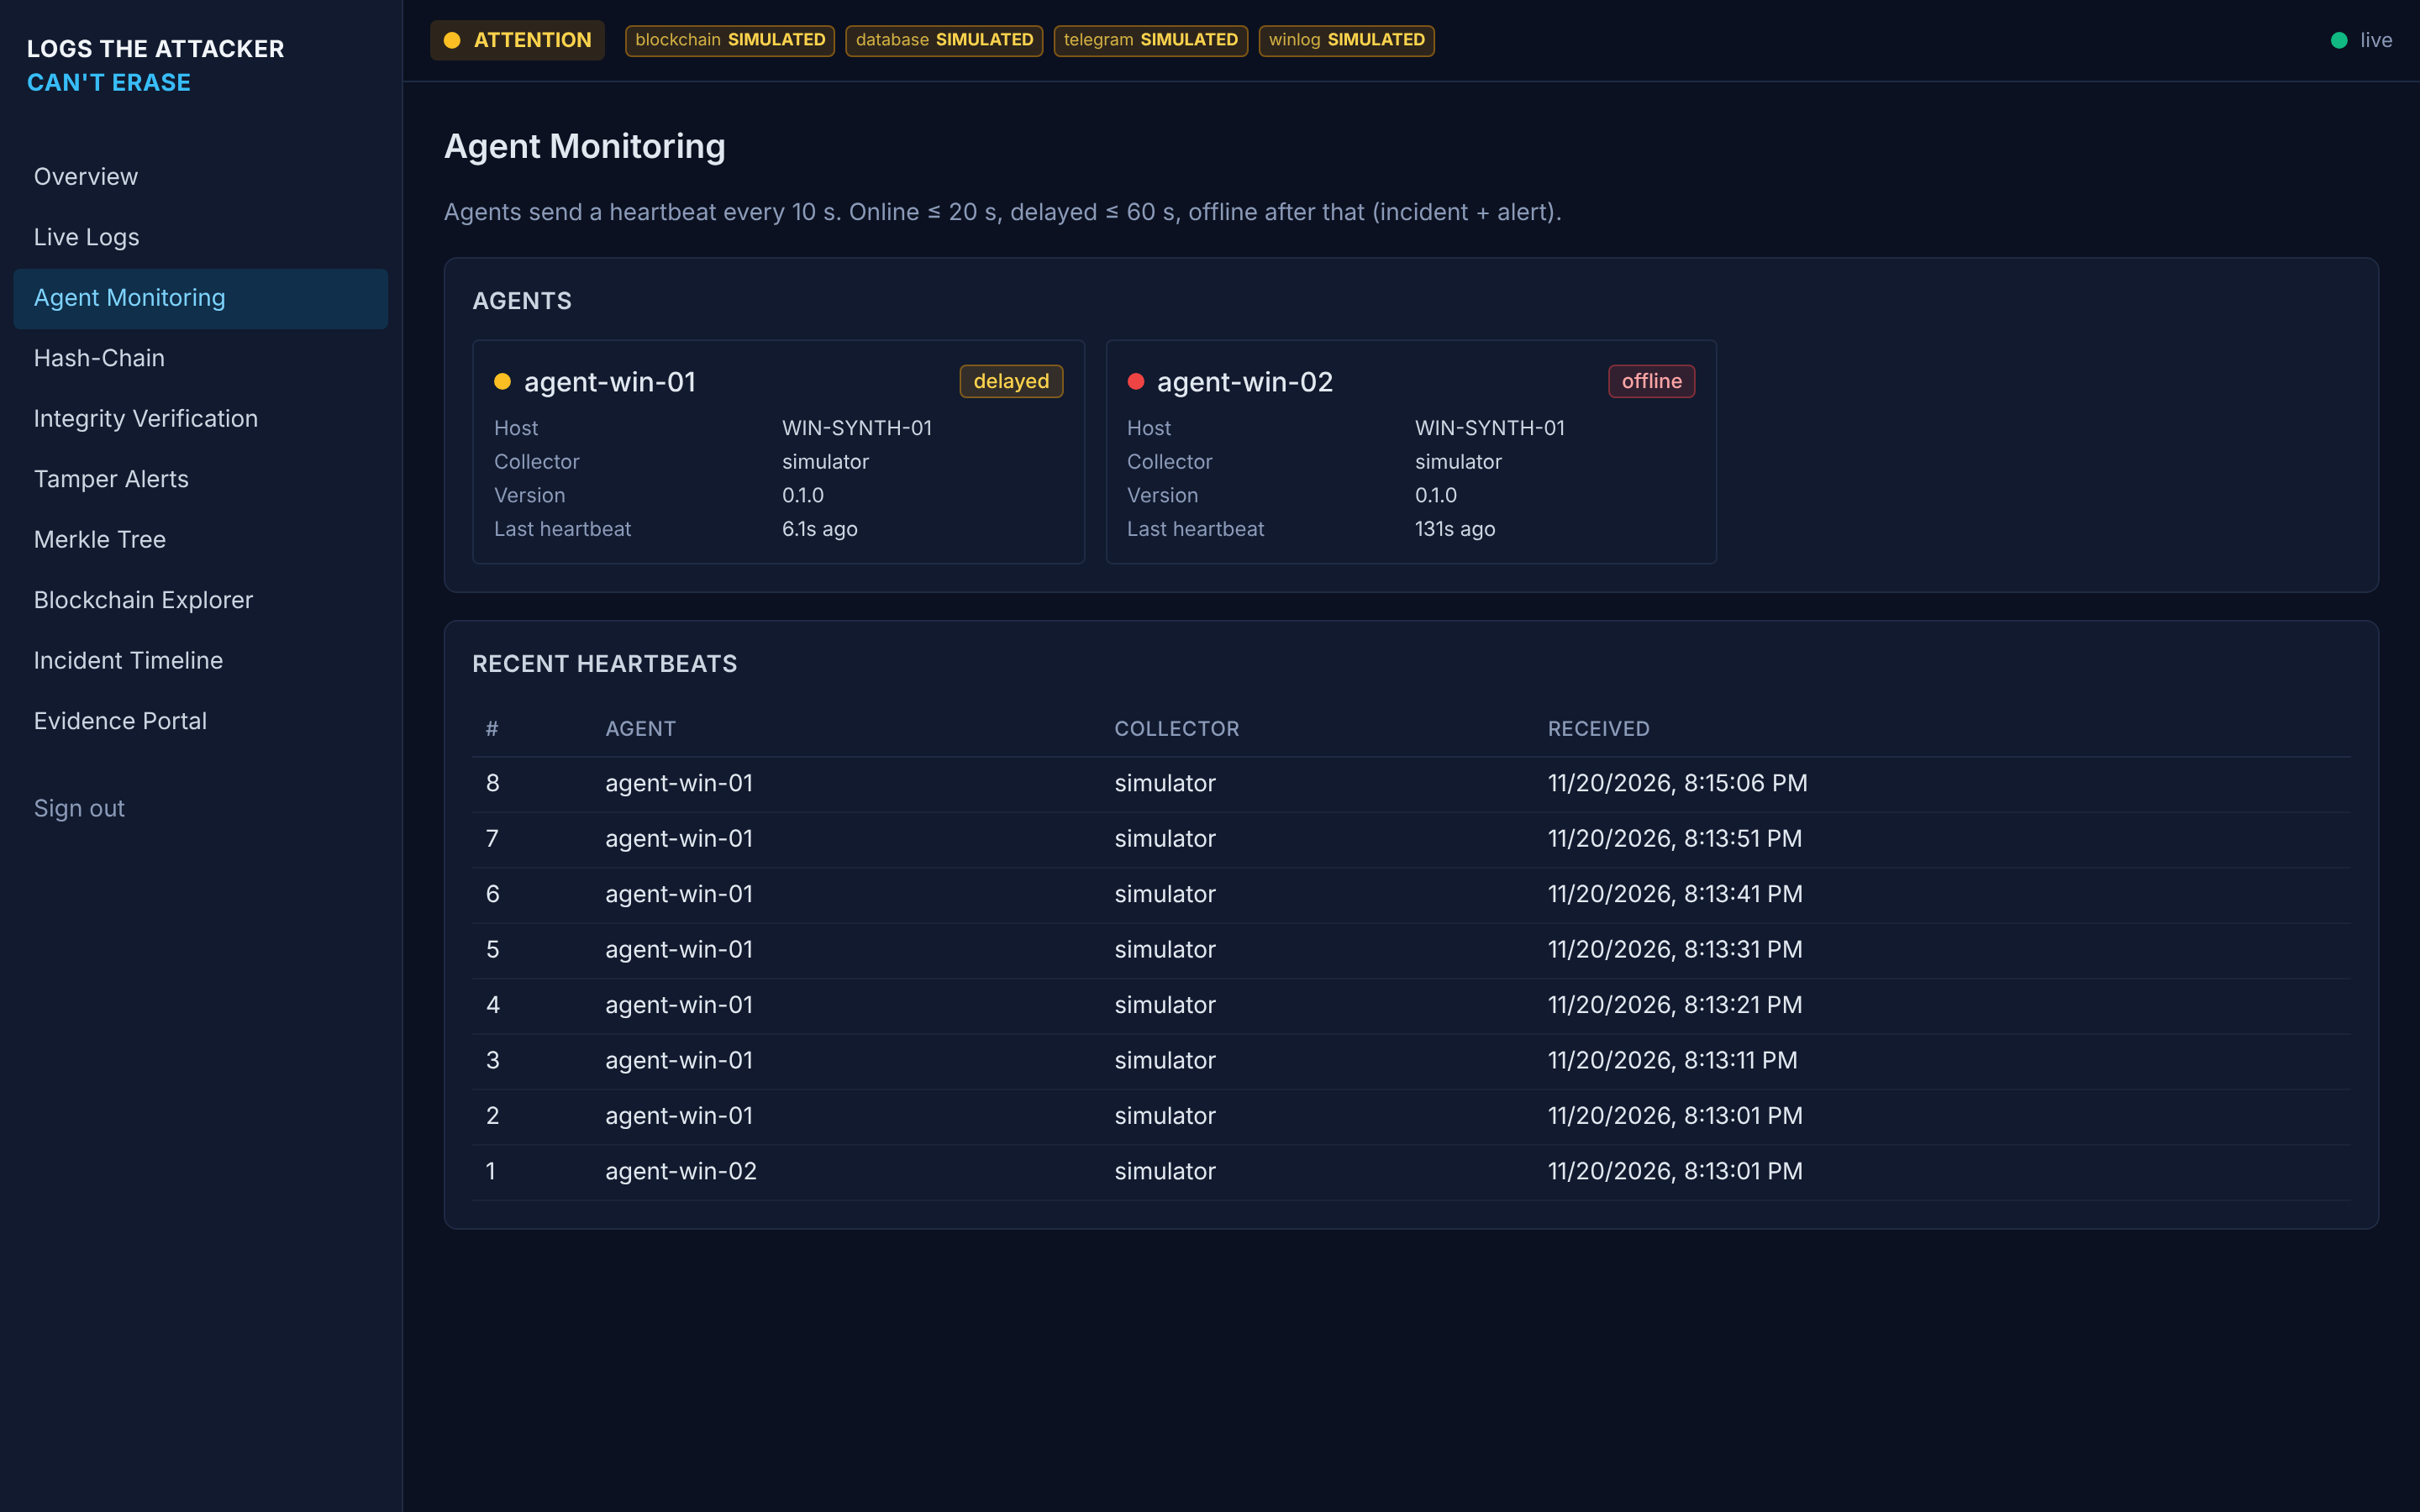 LOGS THE ATTACKER
CAN'T ERASE
Overview
Live Logs
Agent Monitoring
Hash-Chain
Integrity Verification
Tamper Alerts
Merkle Tree
Blockchain Explorer
Incident Timeline
Evidence Portal
Sign out
ATTENTION blockchain SIMULATED database SIMULATED telegram SIMULATED winlog SIMULATED live
Agent Monitoring
Agents send a heartbeat every 10 s. Online ≤ 20 s, delayed ≤ 60 s, offline after that (incident + alert).
AGENTS
agent-win-01 delayed
Host WIN-SYNTH-01
Collector simulator
Version 0.1.0
Last heartbeat 6.1s ago
agent-win-02 offline
Host WIN-SYNTH-01
Collector simulator
Version 0.1.0
Last heartbeat 131s ago
RECENT HEARTBEATS
# AGENT COLLECTOR RECEIVED
8 agent-win-01 simulator 11/20/2026, 8:15:06 PM
7 agent-win-01 simulator 11/20/2026, 8:13:51 PM
6 agent-win-01 simulator 11/20/2026, 8:13:41 PM
5 agent-win-01 simulator 11/20/2026, 8:13:31 PM
4 agent-win-01 simulator 11/20/2026, 8:13:21 PM
3 agent-win-01 simulator 11/20/2026, 8:13:11 PM
2 agent-win-01 simulator 11/20/2026, 8:13:01 PM
1 agent-win-02 simulator 11/20/2026, 8:13:01 PM